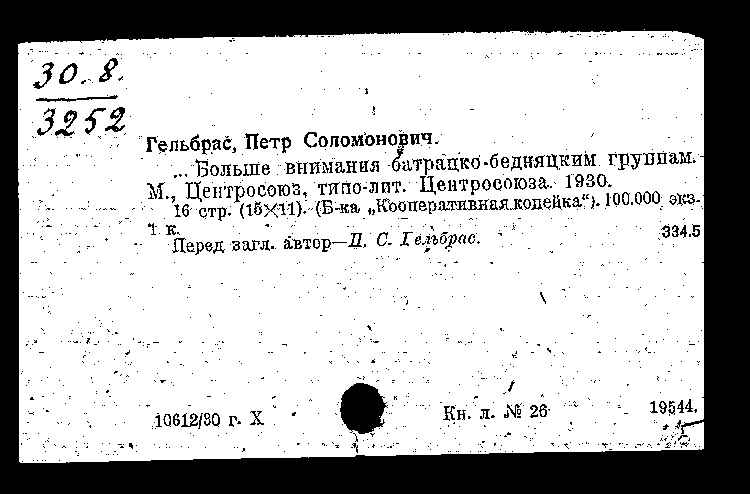 30.8.
3252
Гельбрас, Петр Соломонович.
... Больше внимания батрацко-бедняцким группам.
М., Центросоюз, типо-лит. Центросоюза. 1930.
16 стр. (15×11). (Б-ка „Кооперативная копейка“). 100.000 экз.
1 к.
Перед загл. автор—П. С. Гельбрас.
334.5
10612/30 г. X
Кн. л. № 26
19544.